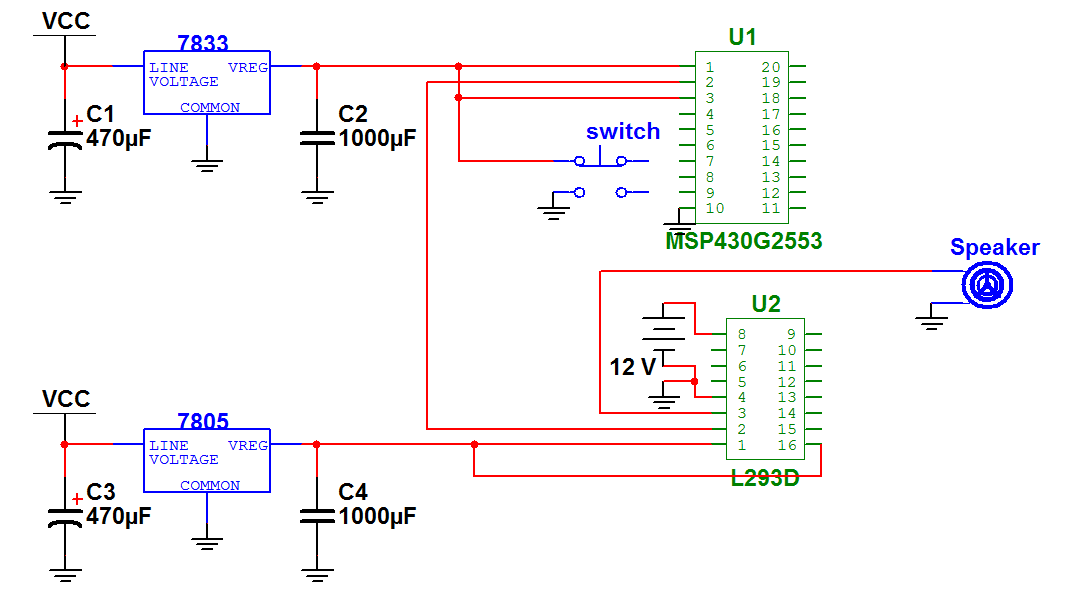 VCC
7833
LINE VREG
VOLTAGE
COMMON
+ C1
470µF
C2
1000µF
switch
U1
1 20
2 19
3 18
4 17
5 16
6 15
7 14
8 13
9 12
10 11
MSP430G2553
Speaker
U2
12 V
8 9
7 10
6 11
5 12
4 13
3 14
2 15
1 16
L293D
VCC
7805
LINE VREG
VOLTAGE
COMMON
+ C3
470µF
C4
1000µF